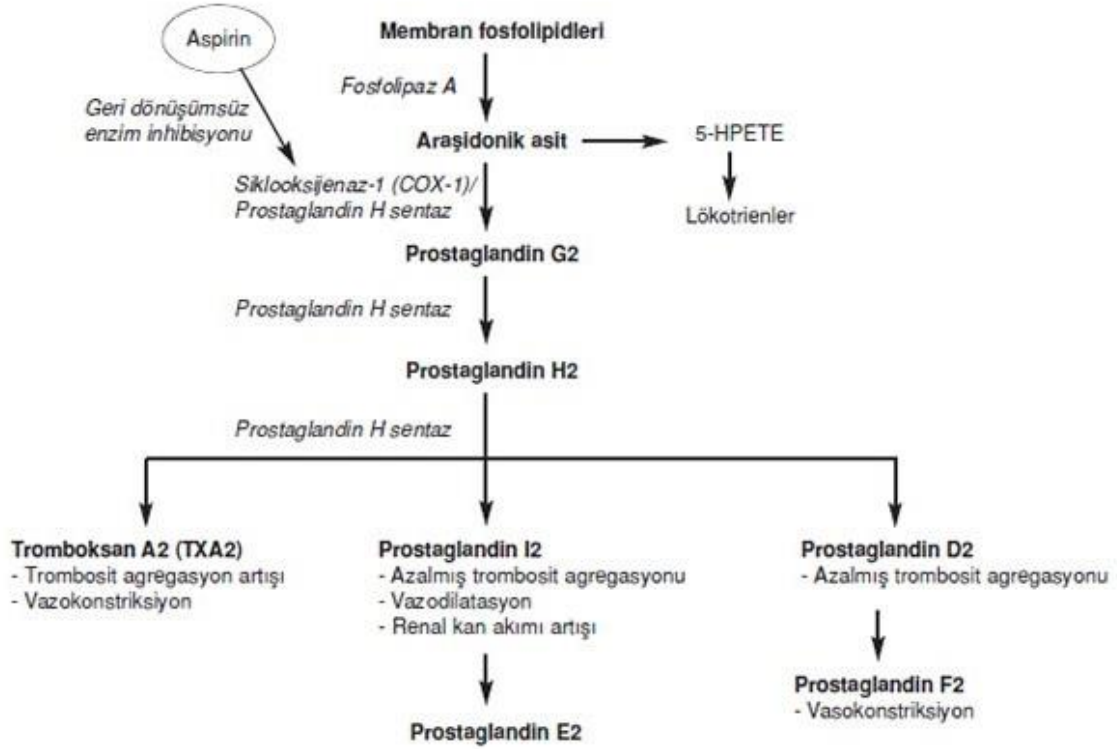 Aspirin
Membran fosfolipidleri
Fosfolipaz A
Geri dönüşümsüz
enzim inhibisyonu
Araşidonik asit
5-HPETE
Siklooksijenaz-1 (COX-1)/
Prostaglandin H sentaz
Lökotrienler
Prostaglandin G2
Prostaglandin H sentaz
Prostaglandin H2
Prostaglandin H sentaz
Tromboksan A2 (TXA2)
- Trombosit agregasyon artışı
- Vazokonstriksiyon
Prostaglandin I2
- Azalmış trombosit agregasyonu
- Vazodilatasyon
- Renal kan akımı artışı
Prostaglandin E2
Prostaglandin D2
- Azalmış trombosit agregasyonu
Prostaglandin F2
- Vasokonstriksiyon